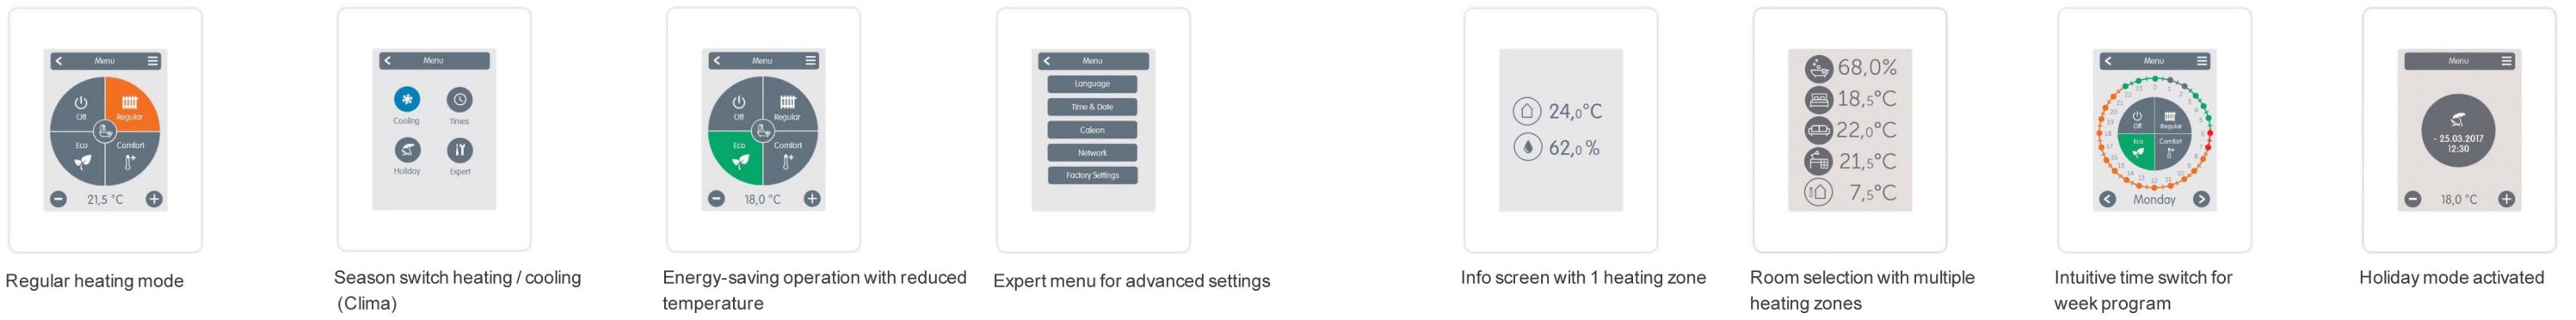 Menu
Off
Regular
Eco
Comfort
21,5 °C
Regular heating mode
Menu
Cooling
Times
Holiday
Expert
Season switch heating / cooling
(Clima)
Menu
Off
Regular
Eco
Comfort
18,0 °C
Energy-saving operation with reduced
temperature
Menu
Language
Time & Date
Caleon
Network
Factory Settings
Expert menu for advanced settings
24,0°C
62,0 %
Info screen with 1 heating zone
68,0%
18,5°C
22,0°C
21,5°C
7,5°C
Room selection with multiple
heating zones
Menu
Off
Regular
Eco
Comfort
Monday
Intuitive time switch for
week program
Menu
- 25.03.2017
12:30
18,0 °C
Holiday mode activated